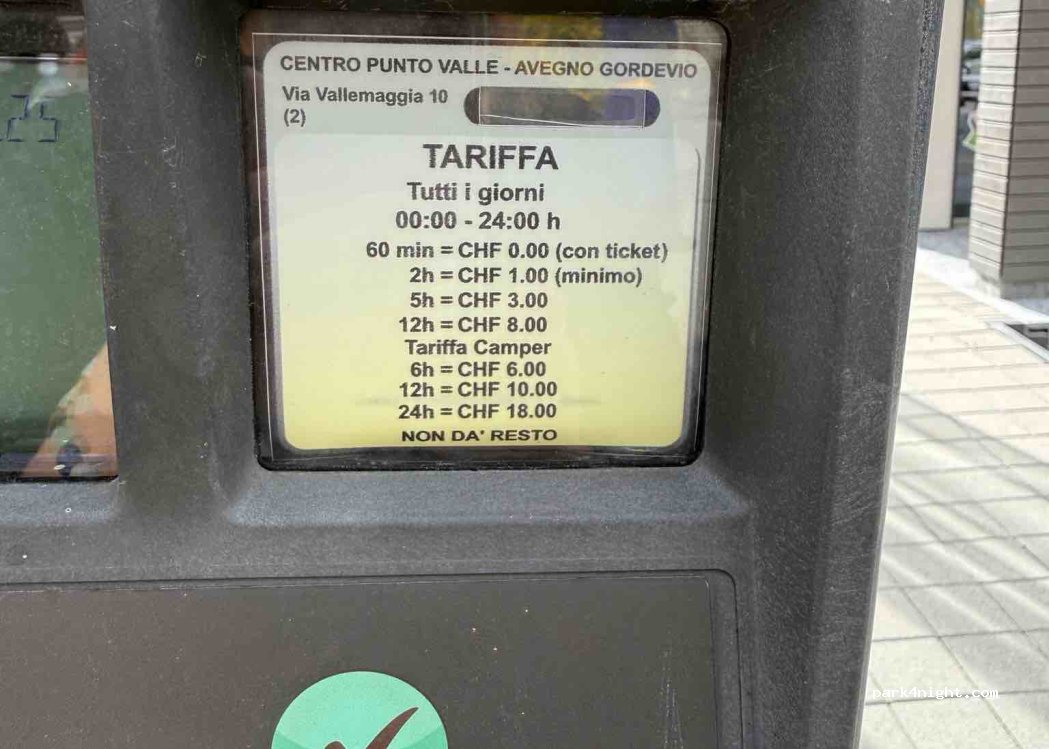 CENTRO PUNTO VALLE - AVEGNO GORDEVIO
Via Vallemaggia 10
(2)
TARIFFA
Tutti i giorni
00:00 - 24:00 h
60 min = CHF 0.00 (con ticket)
2h = CHF 1.00 (minimo)
5h = CHF 3.00
12h = CHF 8.00
Tariffa Camper
6h = CHF 6.00
12h = CHF 10.00
24h = CHF 18.00
NON DA' RESTO
park4night.com